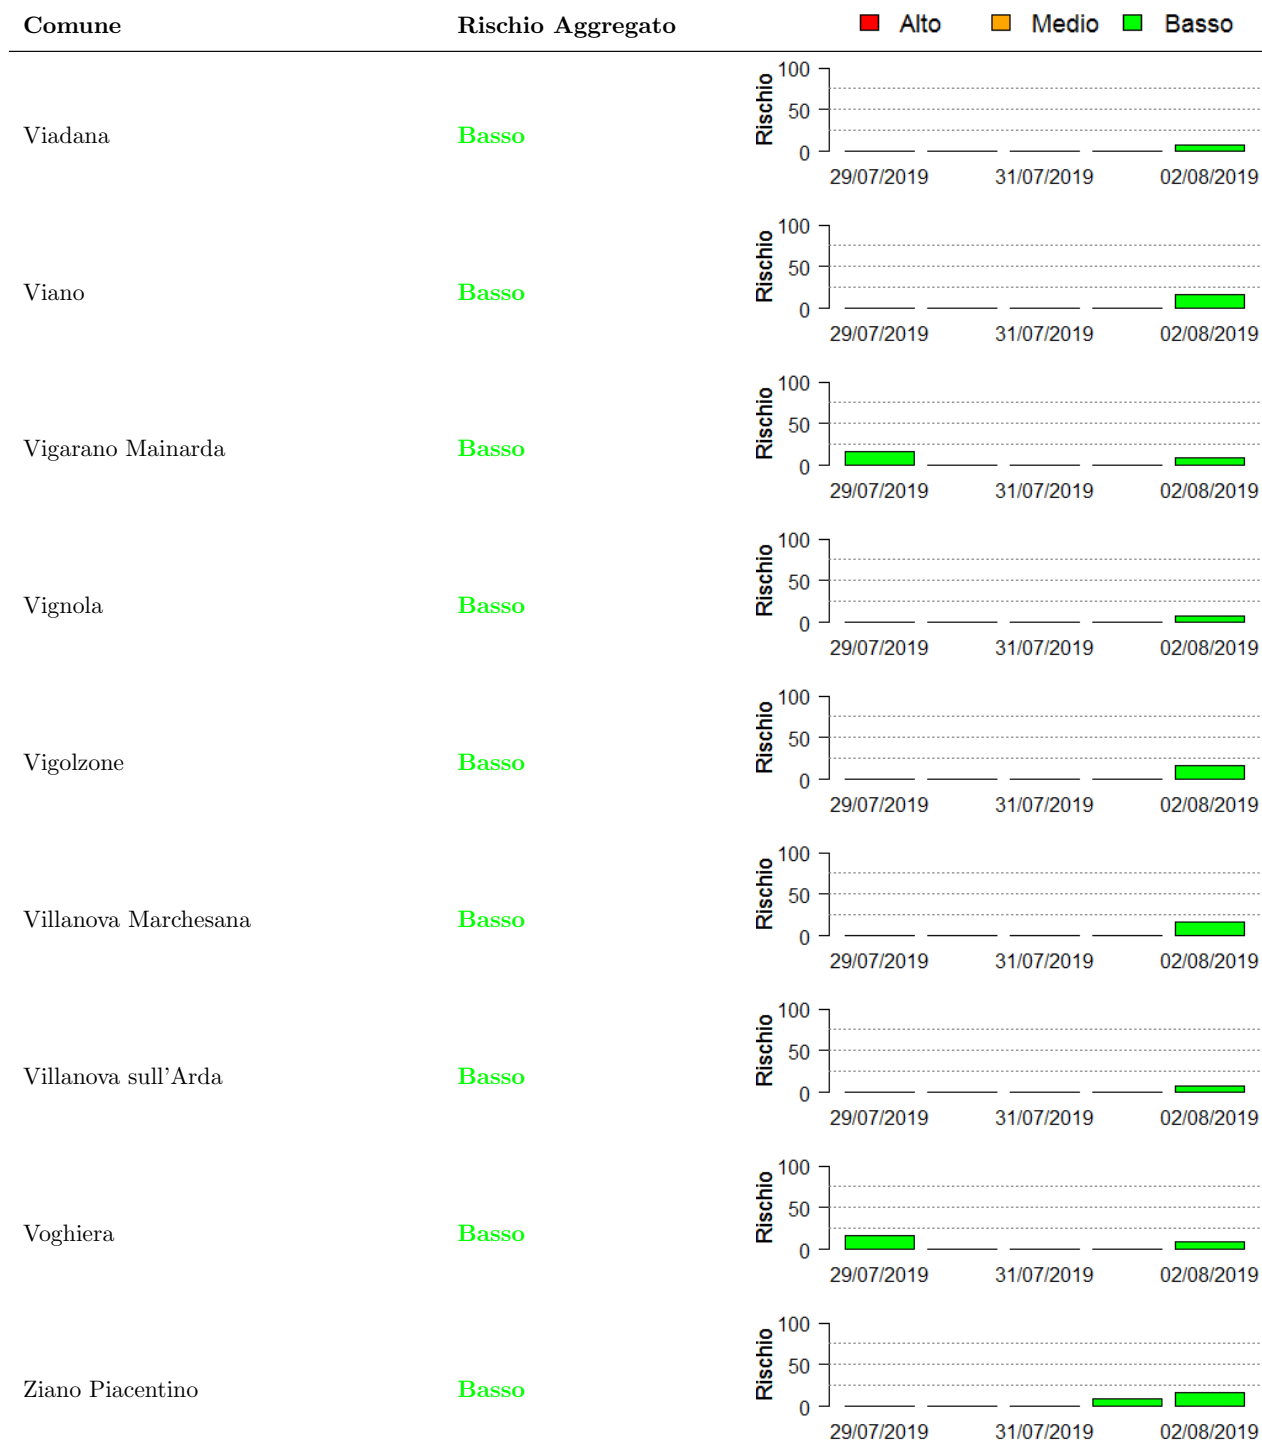 Comune Rischio Aggregato Alto Medio Basso
100
Rischio
50
Viadana Basso
0
29/07/2019 31/07/2019 02/08/2019
100
Rischio
50
Viano Basso
0
29/07/2019 31/07/2019 02/08/2019
100
Rischio
50
Vigarano Mainarda Basso
0
29/07/2019 31/07/2019 02/08/2019
100
Rischio
50
Vignola Basso
0
29/07/2019 31/07/2019 02/08/2019
100
Rischio
50
Vigolzone Basso
0
29/07/2019 31/07/2019 02/08/2019
100
Rischio
50
Villanova Marchesana Basso
0
29/07/2019 31/07/2019 02/08/2019
100
Rischio
50
Villanova sull'Arda Basso
0
29/07/2019 31/07/2019 02/08/2019
100
Rischio
50
Voghiera Basso
0
29/07/2019 31/07/2019 02/08/2019
100
Rischio
50
Ziano Piacentino Basso
0
29/07/2019 31/07/2019 02/08/2019